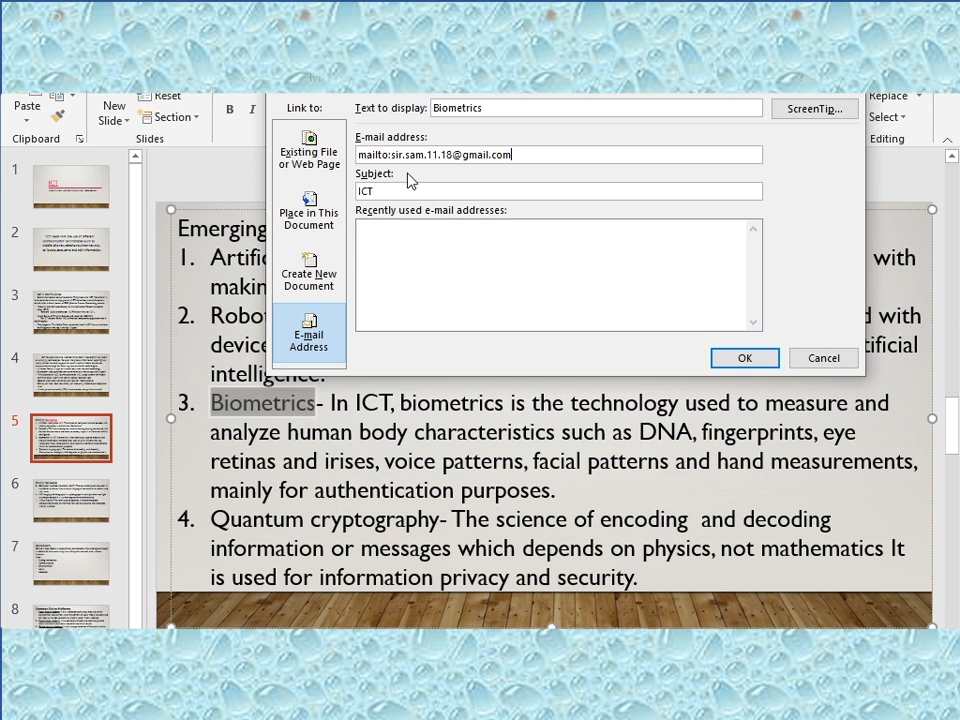 Paste
New
Slide
Reset
Section
B I
Clipboard
Slides
Replace
Select
Editing
Link to:
Text to display: Biometrics
ScreenTip...
Existing File
or Web Page
Place in This
Document
Create New
Document
E-mail
Address
E-mail address:
mailto:sir.sam.11.18@gmail.com
Subject:
ICT
Recently used e-mail addresses:
OK
Cancel
1
2
3
4
5
6
7
8
Emerging
1. Artific with
makin
2. Robot d with
device tificial
intelligence.
3. Biometrics- In ICT, biometrics is the technology used to measure and
analyze human body characteristics such as DNA, fingerprints, eye
retinas and irises, voice patterns, facial patterns and hand measurements,
mainly for authentication purposes.
4. Quantum cryptography- The science of encoding and decoding
information or messages which depends on physics, not mathematics It
is used for information privacy and security.